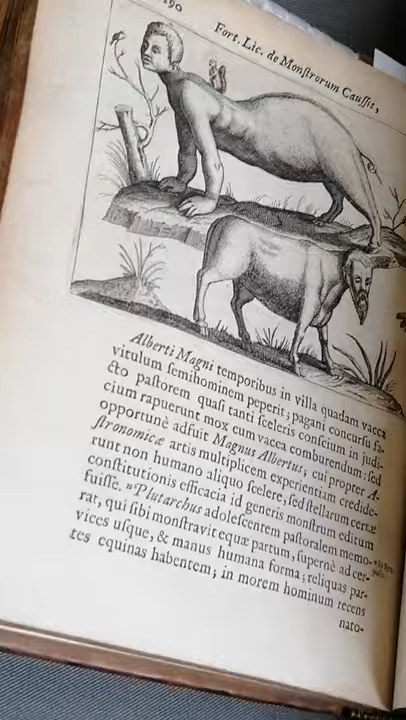 190
Fort. Lic. de Monſtrorum Cauſſis,
Alberti Magni temporibus in villa quadam vacca
vitulum ſemihominem peperit; pagani concurſu fa-
cto paſtorem quaſi tanti ſceleris conſcium in judi-
cium rapuerunt mox cum vacca comburendum; ſed
opportunè adfuit Magnus Albertus, cui propter A-
ſtronomicæ artis multiplicem experientiam credide-
runt non humano aliquo ſcelere, ſed ſtellarum certæ
conſtitutionis efficacia id generis monſtrum editum
fuiſſe. Plutarchus adoleſcentem paſtoralem memo-
rat, qui ſibi monſtravit equæ partum, ſupernè ad cer-
vices uſque, & manus humana forma; reliquas par-
tes equinas habentem; in morem hominum recens
nato-